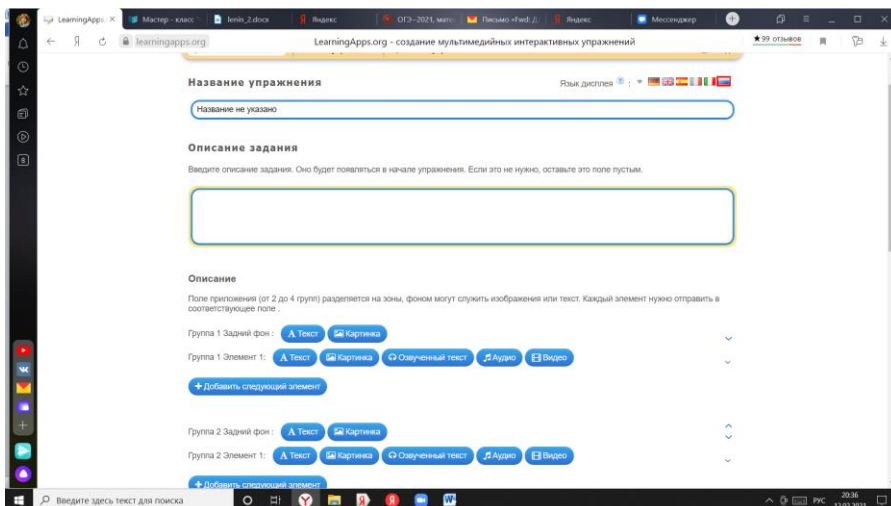 LearningApps
Мастер - класс
lenin_2.docx
Яндекс
ОГЭ–2021, мате
Письмо «Fwd: Д
Яндекс
Мессенджер
learningapps.org
LearningApps.org - создание мультимедийных интерактивных упражнений
★99 отзывов
Название упражнения
Язык дисплея
Название не указано
Описание задания
Введите описание задания. Оно будет появляться в начале упражнения. Если это не нужно, оставьте это поле пустым.
Описание
Поле приложения (от 2 до 4 групп) разделяется на зоны, фоном могут служить изображения или текст. Каждый элемент нужно отправить в
соответствующее поле .
Группа 1 Задний фон : Текст Картинка
Группа 1 Элемент 1: Текст Картинка Озвученный текст Аудио Видео
+ Добавить следующий элемент
Группа 2 Задний фон : Текст Картинка
Группа 2 Элемент 1: Текст Картинка Озвученный текст Аудио Видео
+ Добавить следующий элемент
Введите здесь текст для поиска
РУС
20:36